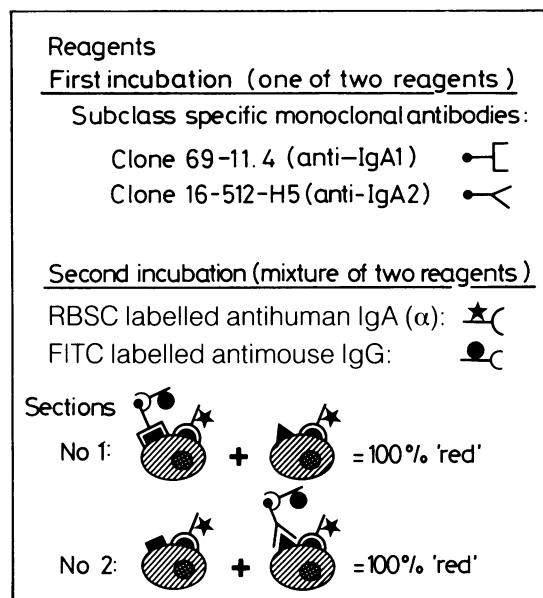 Reagents
First incubation (one of two reagents)
Subclass specific monoclonal antibodies:
Clone 69-11.4 (anti-IgA1)
Clone 16-512-H5 (anti-IgA2)
Second incubation (mixture of two reagents)
RBSC labelled antihuman IgA (α):
FITC labelled antimouse IgG:
Sections
No 1: + = 100% 'red'
No 2: + = 100% 'red'